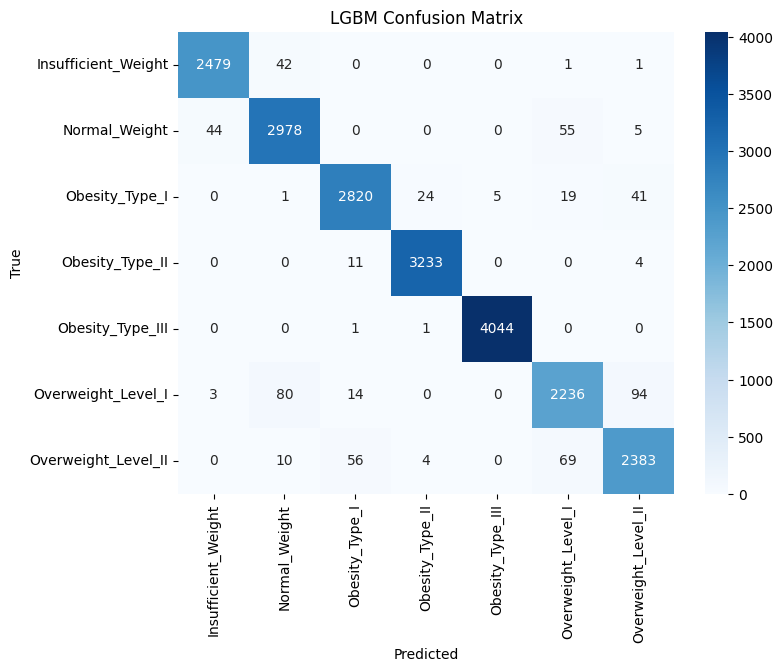 LGBM Confusion Matrix
True
Insufficient_Weight 2479 42 0 0 0 1 1
Normal_Weight 44 2978 0 0 0 55 5
Obesity_Type_I 0 1 2820 24 5 19 41
Obesity_Type_II 0 0 11 3233 0 0 4
Obesity_Type_III 0 0 1 1 4044 0 0
Overweight_Level_I 3 80 14 0 0 2236 94
Overweight_Level_II 0 10 56 4 0 69 2383
Insufficient_Weight
Normal_Weight
Obesity_Type_I
Obesity_Type_II
Obesity_Type_III
Overweight_Level_I
Overweight_Level_II
Predicted
4000
3500
3000
2500
2000
1500
1000
500
0